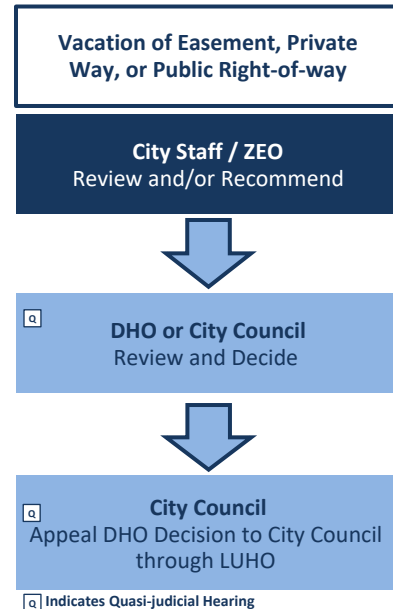 Vacation of Easement, Private
Way, or Public Right-of-way
City Staff / ZEO
Review and/or Recommend
Q
DHO or City Council
Review and Decide
Q
City Council
Appeal DHO Decision to City Council
through LUHO
Q Indicates Quasi-judicial Hearing